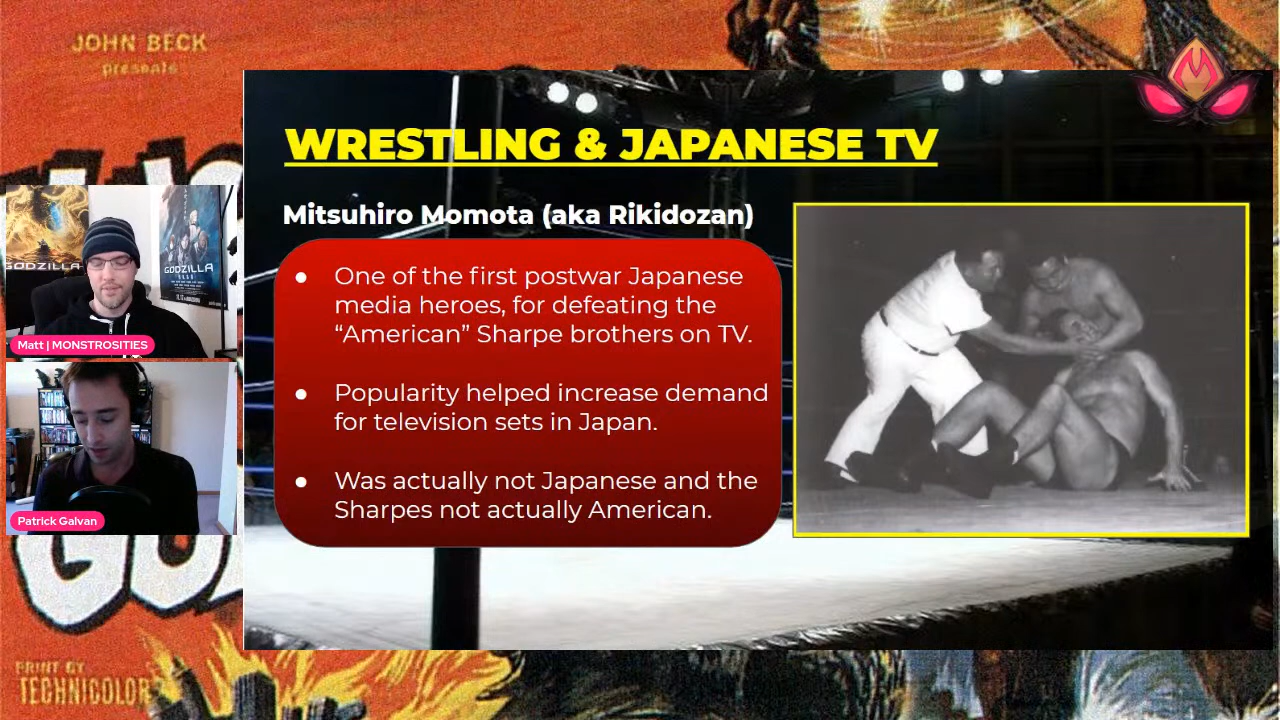 JOHN BECK
presents
WRESTLING & JAPANESE TV
Mitsuhiro Momota (aka Rikidozan)
● One of the first postwar Japanese
media heroes, for defeating the
“American” Sharpe brothers on TV.
● Popularity helped increase demand
for television sets in Japan.
● Was actually not Japanese and the
Sharpes not actually American.
GODZILLA
GODZILLA
Matt | MONSTROSITIES
Patrick Galvan
PRINT BY
TECHNICOLOR